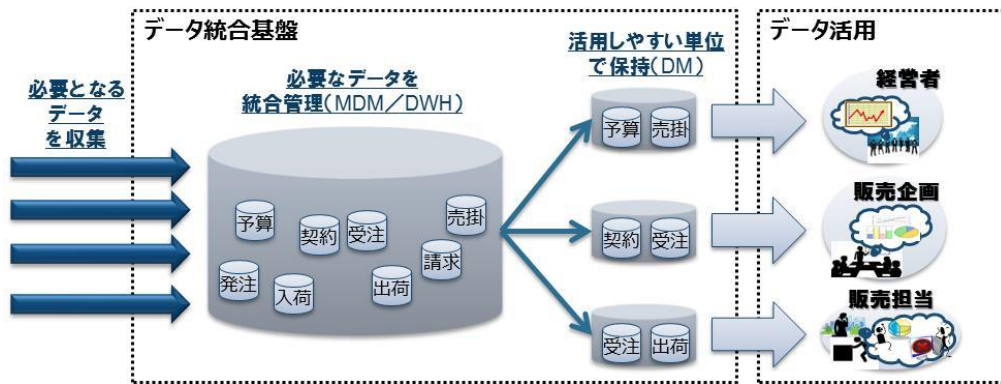 データ統合基盤
データ活用
必要となる
データ
を収集
必要なデータを
統合管理(MDM／DWH)
活用しやすい単位
で保持(DM)
予算
契約
受注
売掛
発注
入荷
出荷
請求
予算 売掛
契約 受注
受注 出荷
経営者
販売企画
販売担当